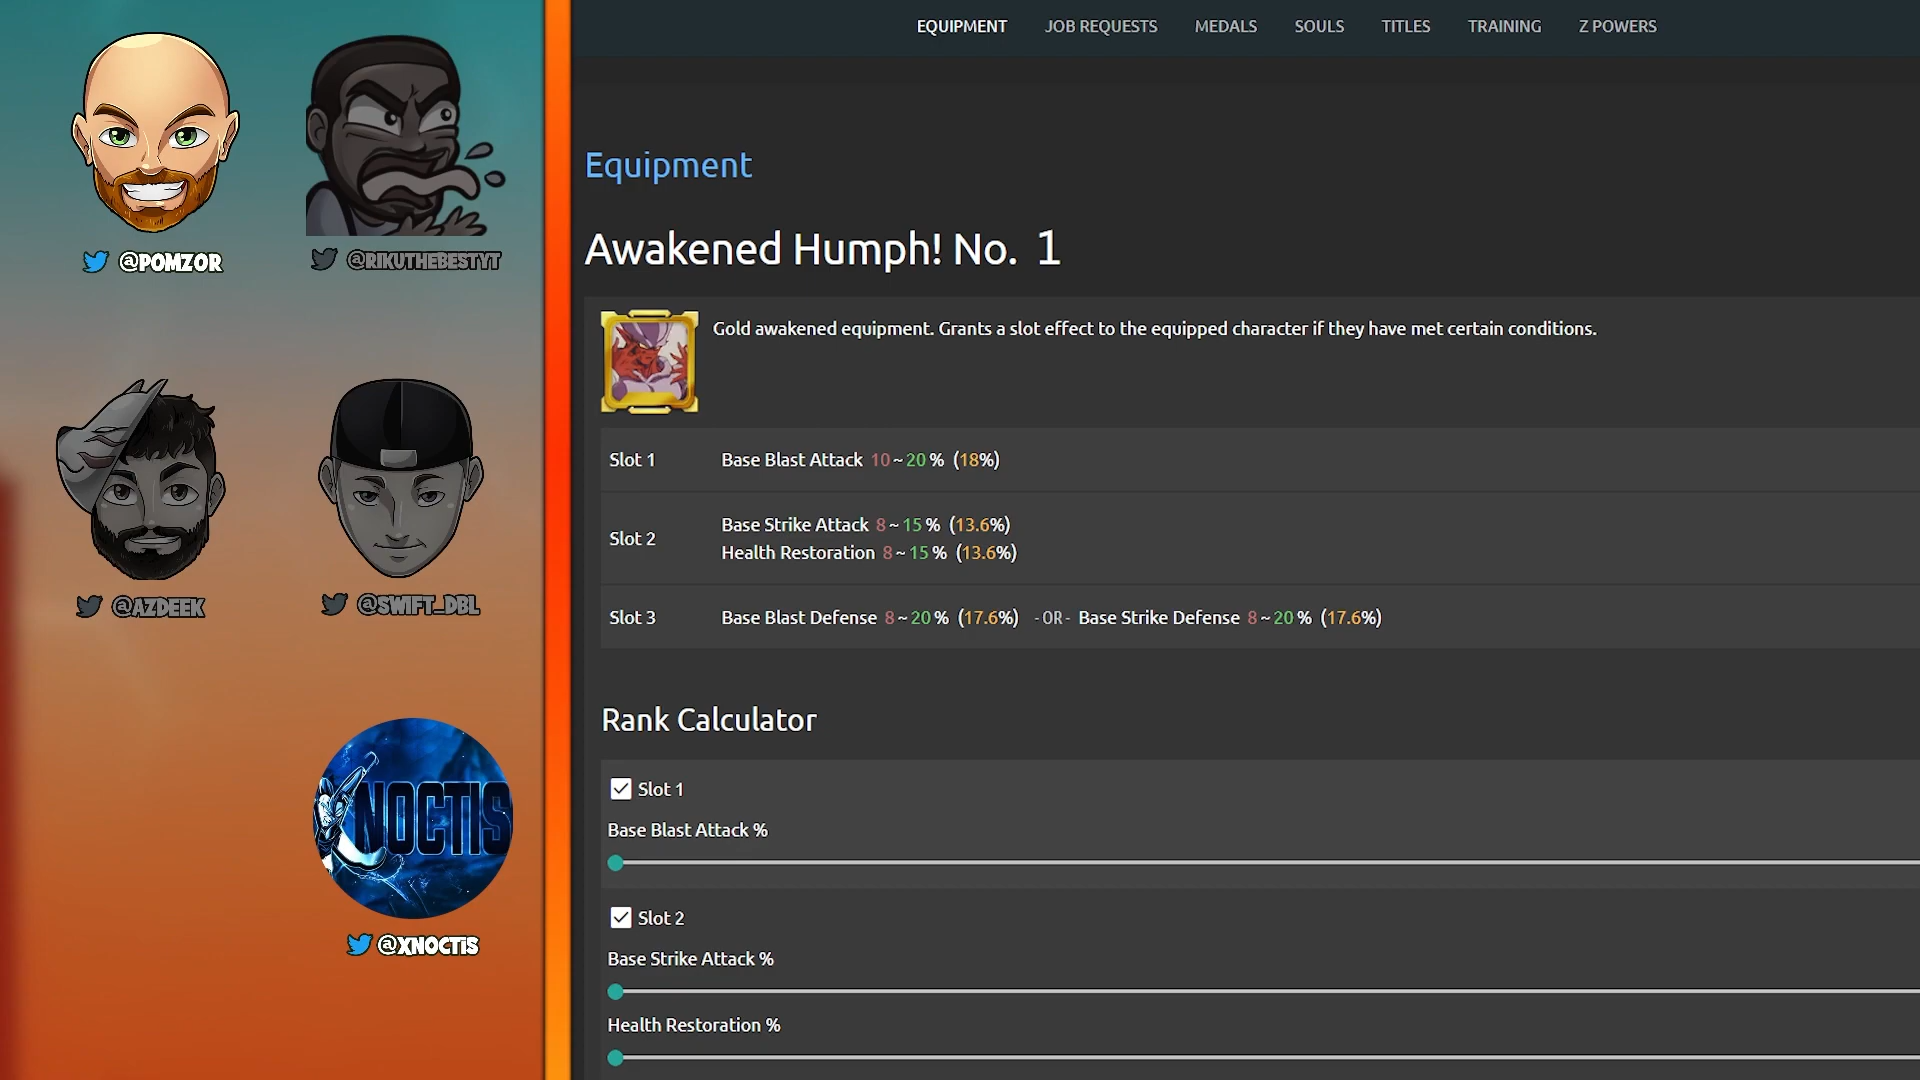 EQUIPMENT JOB REQUESTS MEDALS SOULS TITLES TRAINING Z POWERS
@POMZOR
@RIKUTHEBESTYT
@AZDEEK
@SWIFT_DBL
NOCTIS
@XNOCTIS
Equipment
Awakened Humph! No. 1
Gold awakened equipment. Grants a slot effect to the equipped character if they have met certain conditions.
Slot 1 Base Blast Attack 10 ~ 20 % (18%)
Slot 2 Base Strike Attack 8 ~ 15 % (13.6%)
Health Restoration 8 ~ 15 % (13.6%)
Slot 3 Base Blast Defense 8 ~ 20 % (17.6%) - OR - Base Strike Defense 8 ~ 20 % (17.6%)
Rank Calculator
Slot 1
Base Blast Attack %
Slot 2
Base Strike Attack %
Health Restoration %